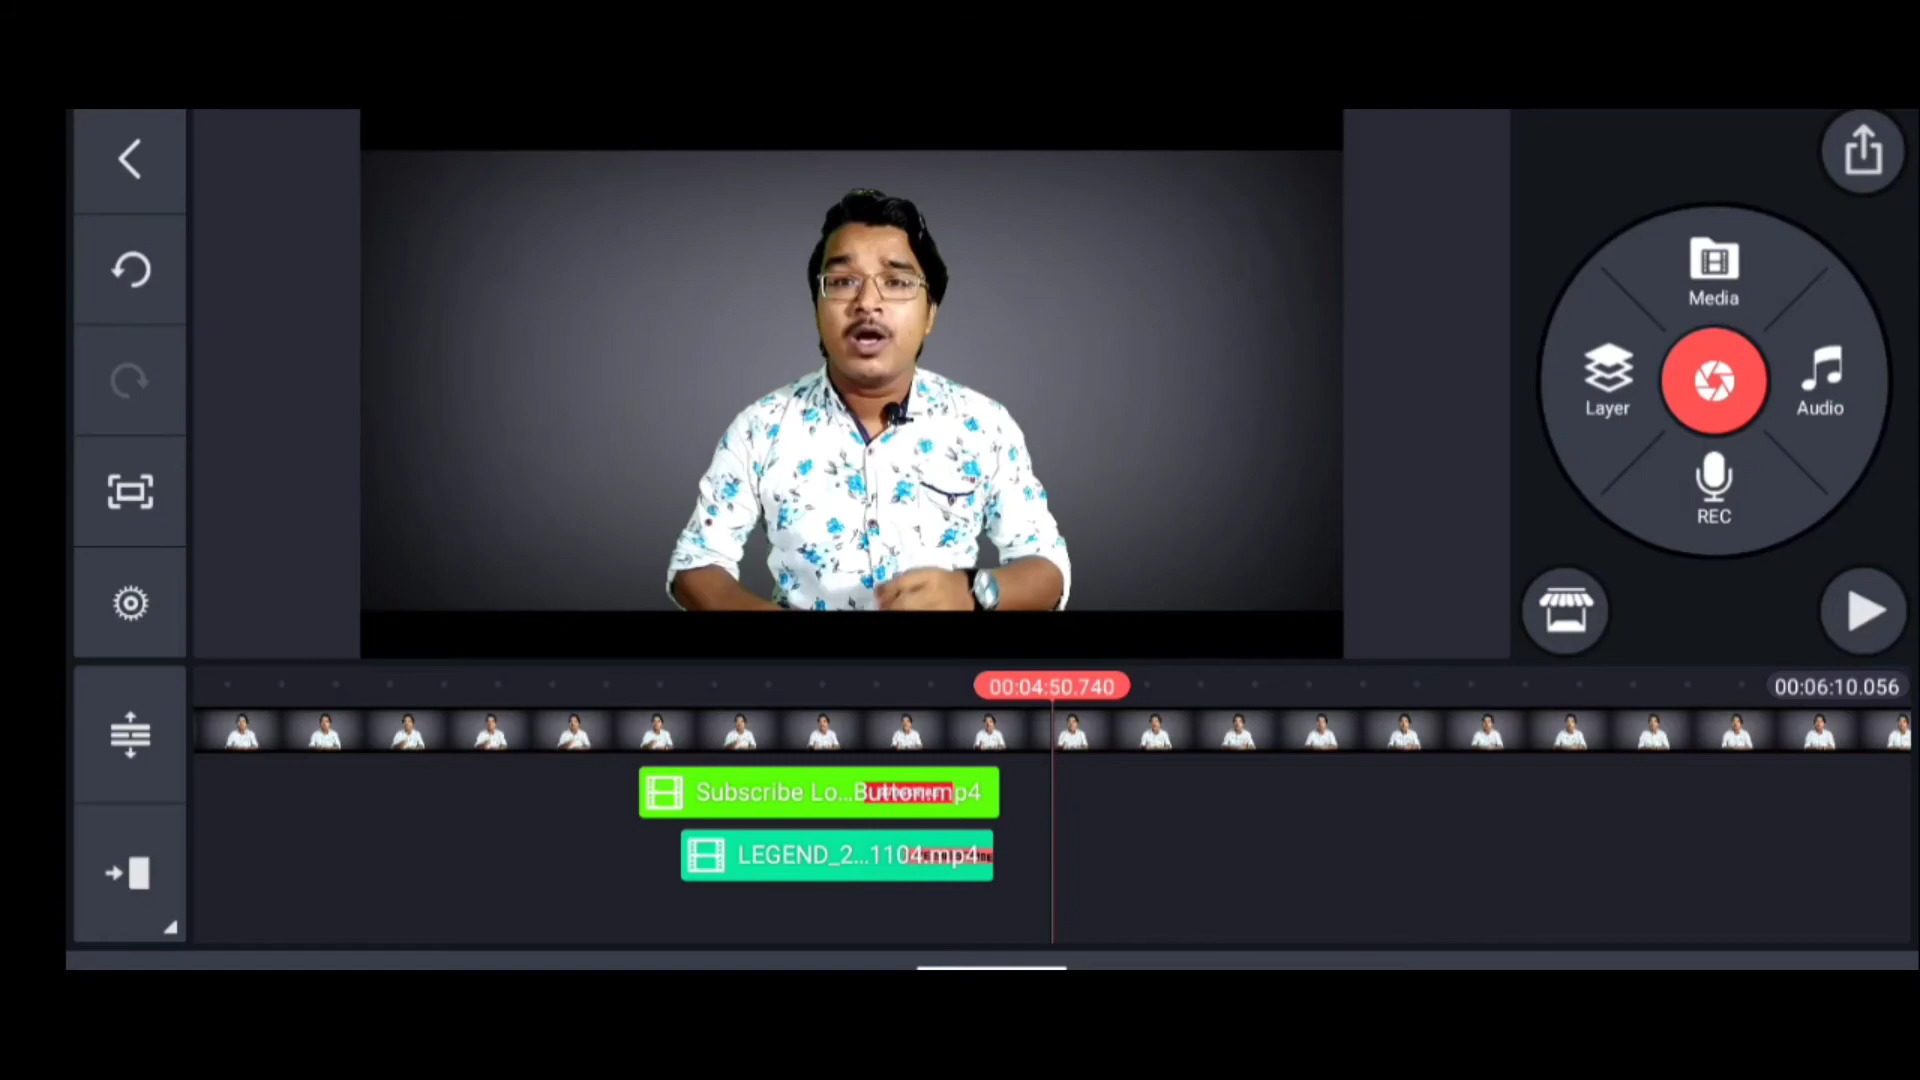 Media
Layer
Audio
REC
00:04:50.740
00:06:10.056
Subscribe Lo...Button.mp4
LEGEND_2...1104.mp4